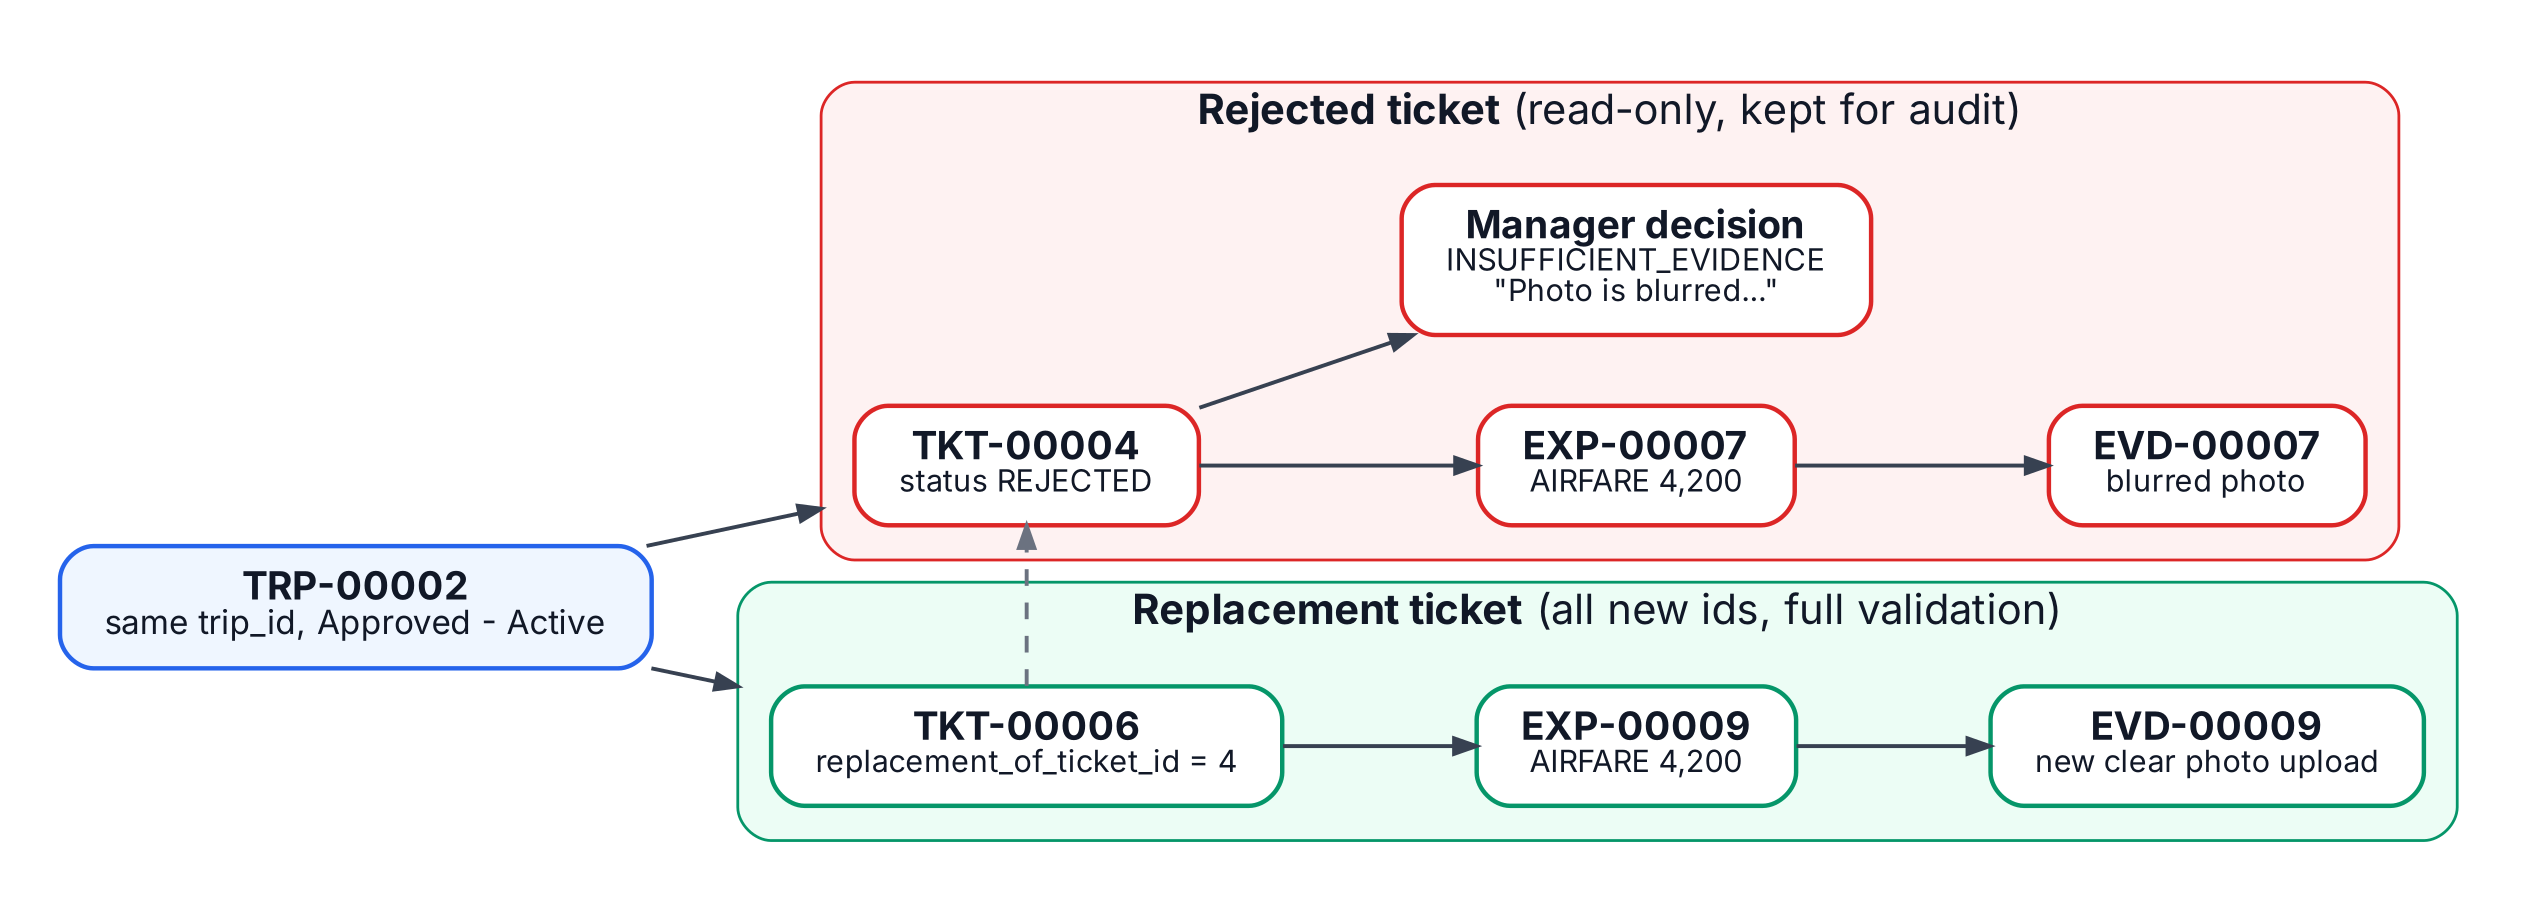 Rejected ticket (read-only, kept for audit)
Manager decision
INSUFFICIENT_EVIDENCE
"Photo is blurred..."
TKT-00004
status REJECTED
EXP-00007
AIRFARE 4,200
EVD-00007
blurred photo
TRP-00002
same trip_id, Approved - Active
Replacement ticket (all new ids, full validation)
TKT-00006
replacement_of_ticket_id = 4
EXP-00009
AIRFARE 4,200
EVD-00009
new clear photo upload